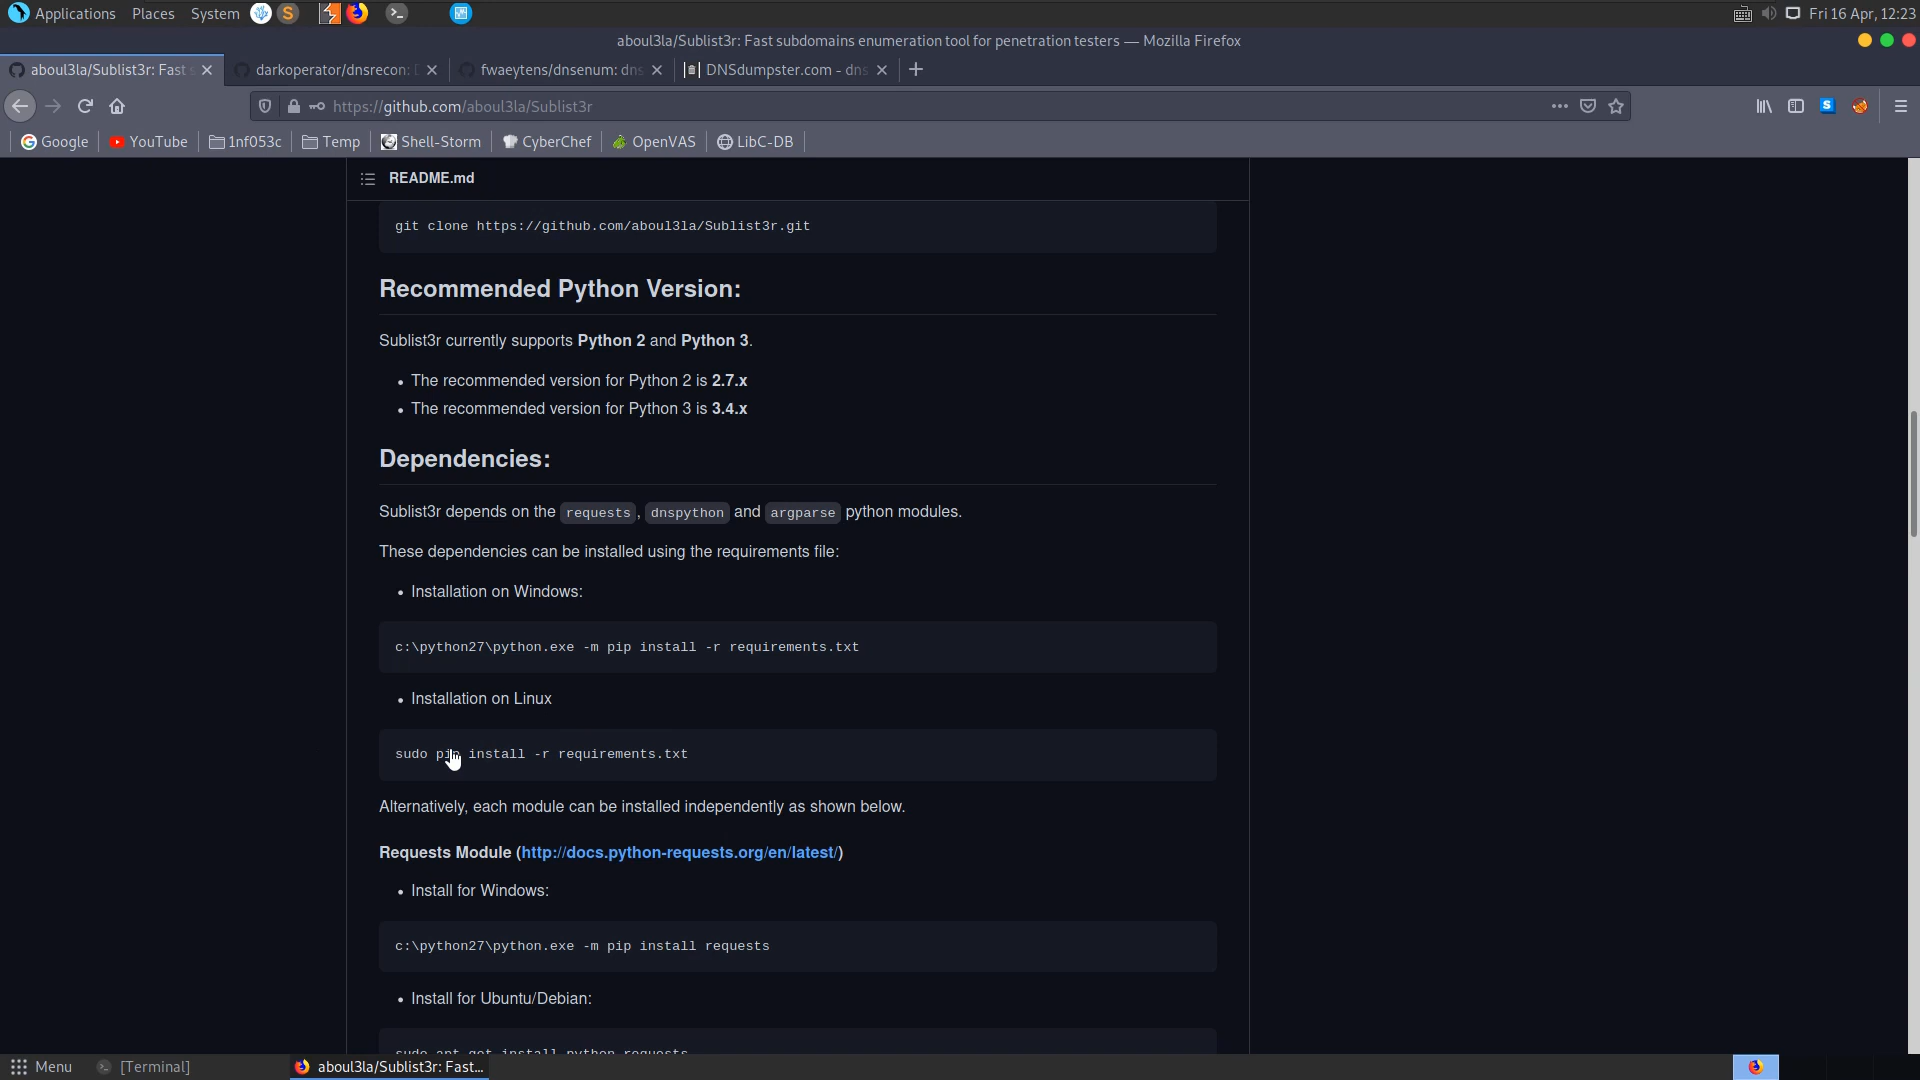 Applications Places System Fri 16 Apr, 12:23
aboul3la/Sublist3r: Fast subdomains enumeration tool for penetration testers — Mozilla Firefox
aboul3la/Sublist3r: Fast darkoperator/dnsrecon: fwaeytens/dnsenum: dns DNSdumpster.com - dns
https://github.com/aboul3la/Sublist3r
Google YouTube 1nf053c Temp Shell-Storm CyberChef OpenVAS LibC-DB
README.md
git clone https://github.com/aboul3la/Sublist3r.git
Recommended Python Version:
Sublist3r currently supports Python 2 and Python 3.
• The recommended version for Python 2 is 2.7.x
• The recommended version for Python 3 is 3.4.x
Dependencies:
Sublist3r depends on the requests, dnspython and argparse python modules.
These dependencies can be installed using the requirements file:
• Installation on Windows:
c:\python27\python.exe -m pip install -r requirements.txt
• Installation on Linux
sudo pip install -r requirements.txt
Alternatively, each module can be installed independently as shown below.
Requests Module (http://docs.python-requests.org/en/latest/)
• Install for Windows:
c:\python27\python.exe -m pip install requests
• Install for Ubuntu/Debian:
sudo apt-get install python-requests
Menu [Terminal] aboul3la/Sublist3r: Fast...